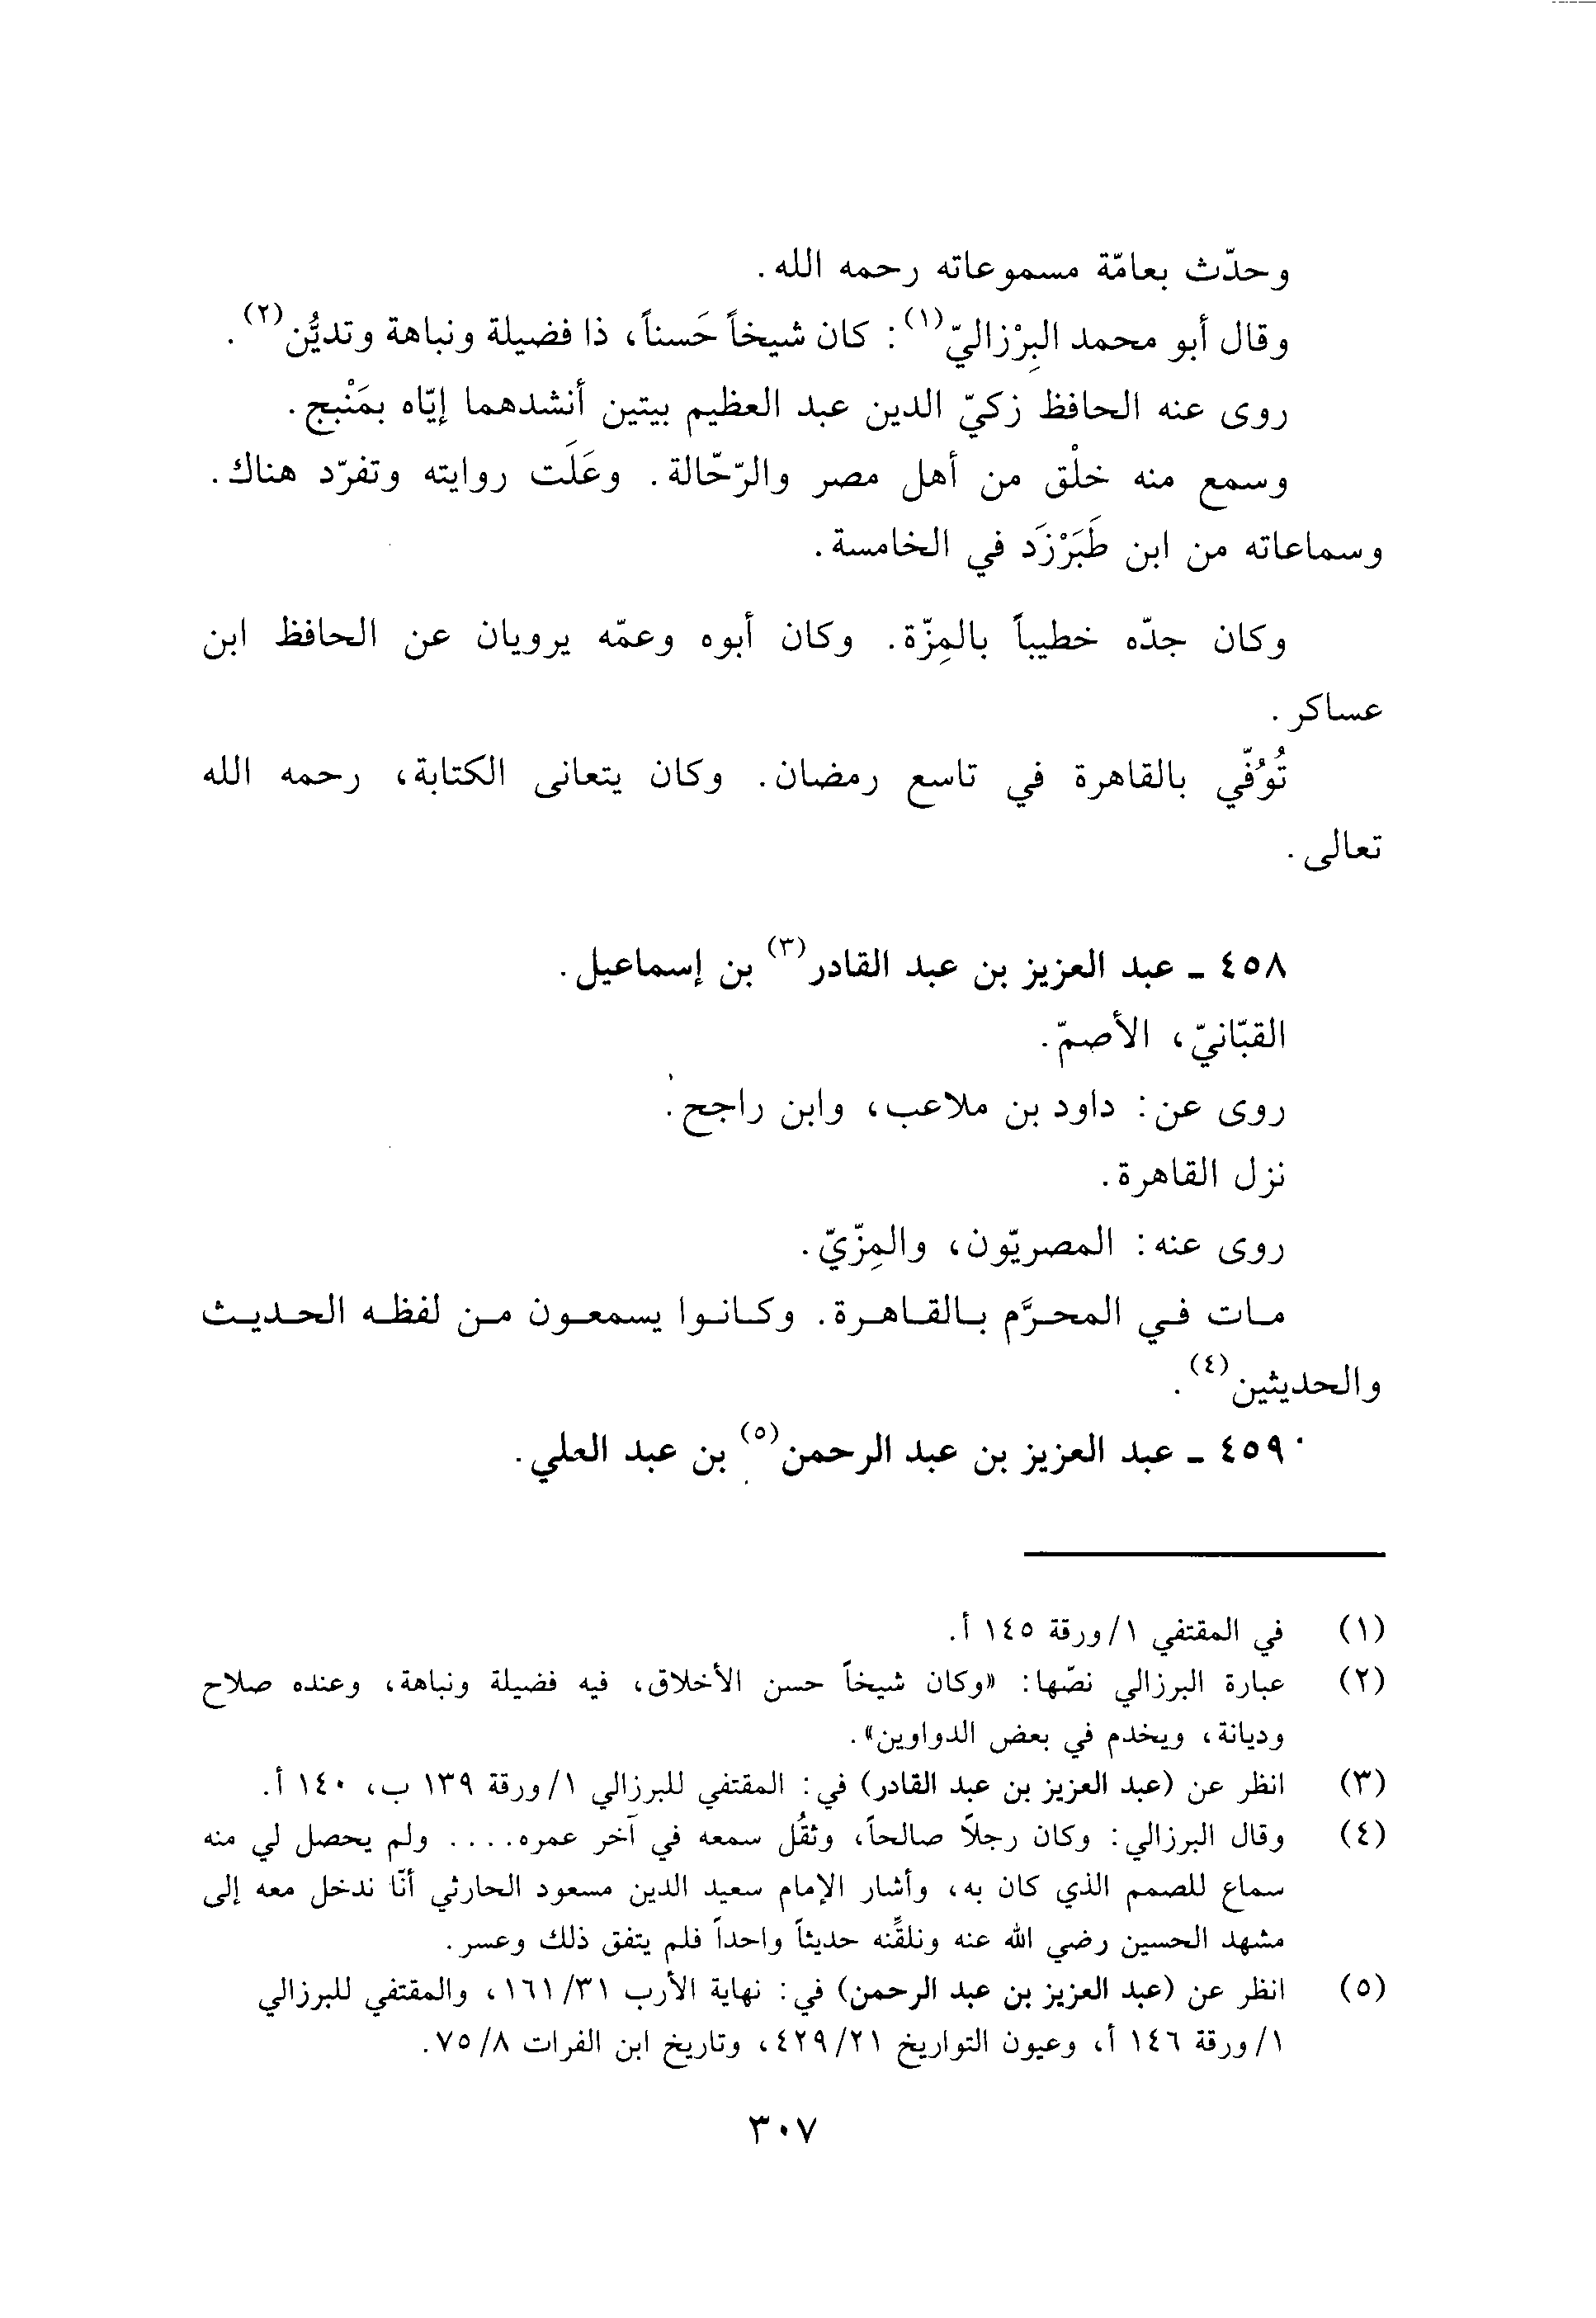 وحدّث بعامّة مسموعاته رحمه الله.
وقال أبو محمد البِرْزاليّ(١): كان شيخاً حَسناً، ذا فضيلة ونباهة وتديُّن(٢).
روى عنه الحافظ زكيّ الدين عبد العظيم بيتين أنشدهما إيّاه بمَنْبج.
وسمع منه خلْق من أهل مصر والرّحّالة. وعَلَت روايته وتفرّد هناك.
وسماعاته من ابن طَبَرْزَد في الخامسة.
وكان جدّه خطيباً بالمِزّة. وكان أبوه وعمّه يرويان عن الحافظ ابن
عساكر.
تُوُفّي بالقاهرة في تاسع رمضان. وكان يتعانى الكتابة، رحمه الله
تعالى.
٤٥٨ ـ عبد العزيز بن عبد القادر(٣) بن إسماعيل.
القبّانيّ، الأصمّ.
روى عن: داود بن ملاعب، وابن راجح.
نزل القاهرة.
روى عنه: المصريّون، والمِزّيّ.
مـات فـي المحـرَّم بـالقـاهـرة. وكـانـوا يسمعـون مـن لفظـه الحـديـث
والحديثين(٤).
٤٥٩ ـ عبد العزيز بن عبد الرحمن(٥) بن عبد العلي.
(١) في المقتفي ١/ورقة ١٤٥ أ.
(٢) عبارة البرزالي نصّها: «وكان شيخاً حسن الأخلاق، فيه فضيلة ونباهة، وعنده صلاح
وديانة، ويخدم في بعض الدواوين».
(٣) انظر عن (عبد العزيز بن عبد القادر) في: المقتفي للبرزالي ١/ورقة ١٣٩ ب، ١٤٠ أ.
(٤) وقال البرزالي: وكان رجلاً صالحاً، وثقُل سمعه في آخر عمره.... ولم يحصل لي منه
سماع للصمم الذي كان به، وأشار الإمام سعيد الدين مسعود الحارثي أنّا ندخل معه إلى
مشهد الحسين رضي الله عنه ونلقِّنه حديثاً واحداً فلم يتفق ذلك وعسر.
(٥) انظر عن (عبد العزيز بن عبد الرحمن) في: نهاية الأرب ١٦١/٣١، والمقتفي للبرزالي
١/ورقة ١٤٦ أ، وعيون التواريخ ٤٢٩/٢١، وتاريخ ابن الفرات ٧٥/٨.
٣٠٧